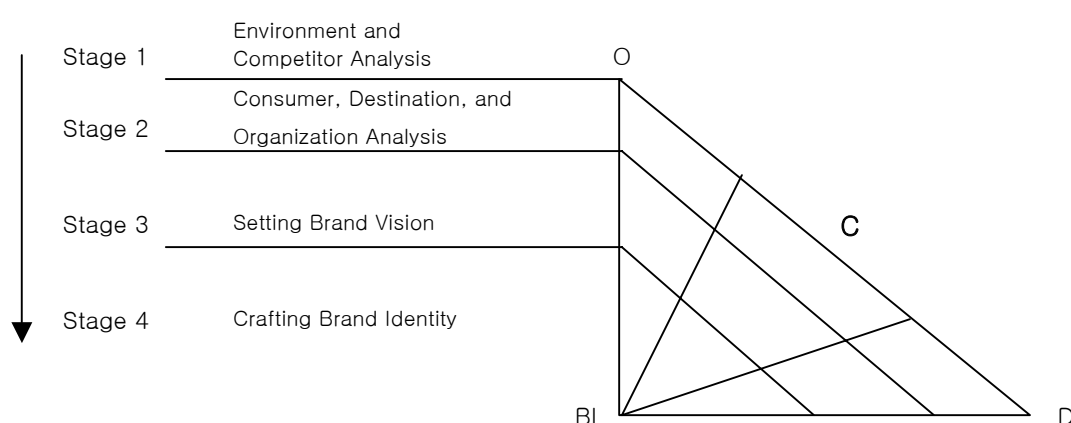 Environment and
Stage 1
Competitor Analysis
O
Consumer, Destination, and
Stage 2
Organization Analysis
Stage 3
Setting Brand Vision
C
Stage 4
Crafting Brand Identity
BI
D